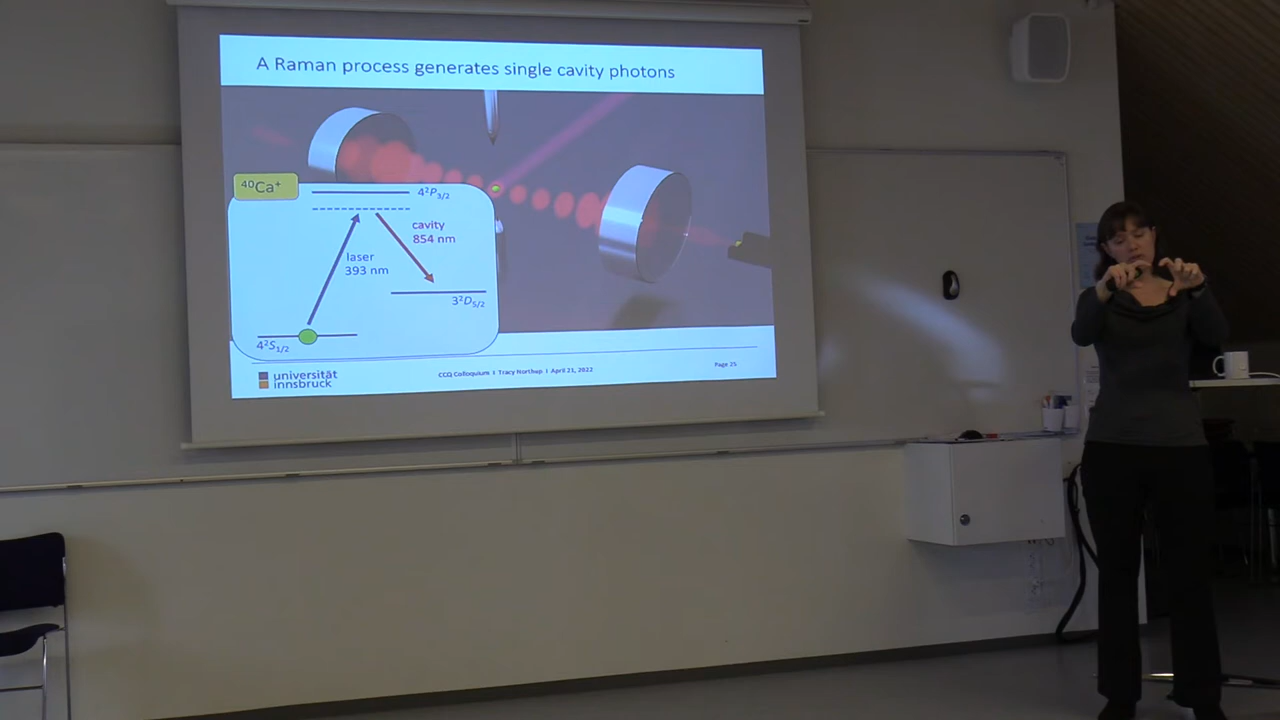 A Raman process generates single cavity photons
⁴⁰Ca⁺
4²P₃/₂
cavity
854 nm
laser
393 nm
3²D₅/₂
4²S₁/₂
universität
innsbruck
CCQ Colloquium I Tracy Northup I April 21, 2022
Page 25